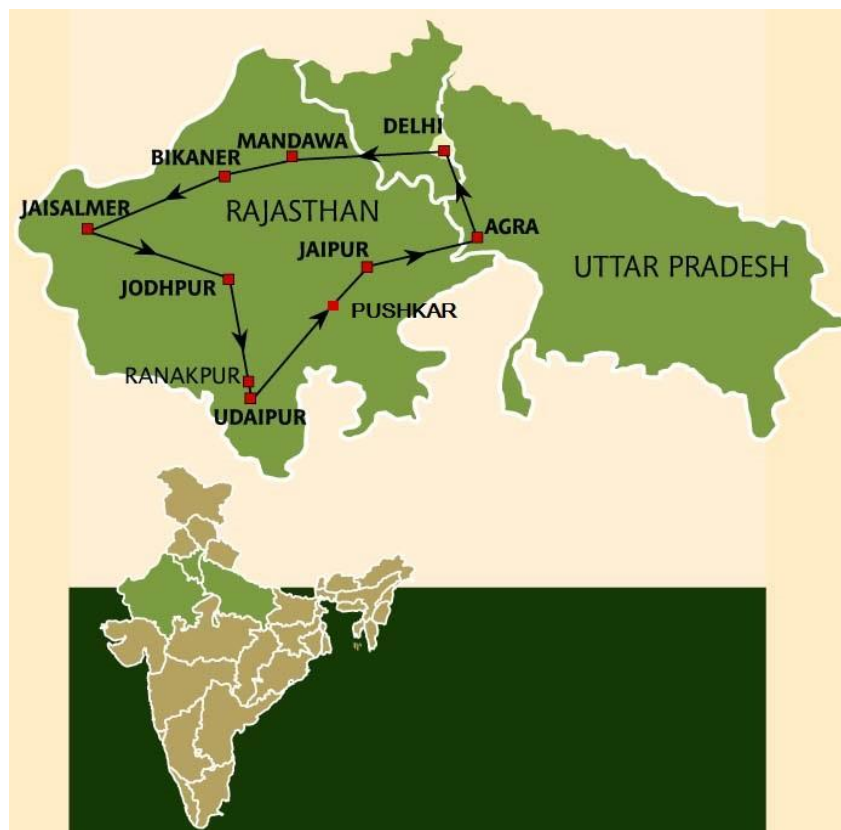 DELHI
MANDAWA
BIKANER
JAISALMER
RAJASTHAN
AGRA
JAIPUR
UTTAR PRADESH
JODHPUR
PUSHKAR
RANAKPUR
UDAIPUR